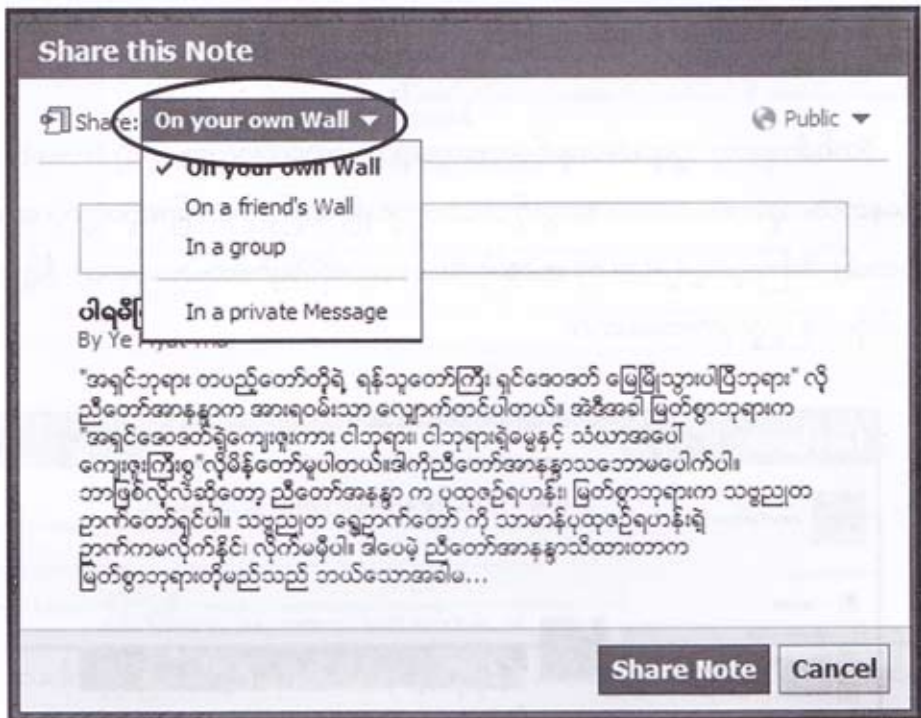 Share this Note
Share: On your own Wall
Public
On your own Wall
On a friend's Wall
In a group
In a private Message
By Ye
"အရှင်ဘုရား တပည့်တော်တို့ရဲ့ ရန်သူတော်ကြီး ရှင်ဒေဝဒတ် မြေမြိုသွားပါပြီဘုရား" လို့
ညီတော်အာနန္ဒာက အားရဝမ်းသာ လျှောက်တင်ပါတယ်။ အဲဒီအခါ မြတ်စွာဘုရားက
"အရှင်ဒေဝဒတ်ရဲ့ကျေးဇူးကား ငါဘုရား၊ ငါဘုရားရဲ့ဓမ္မနှင့် သံဃာအပေါ်
ကျေးဇူးကြီးစွ"လို့မိန့်တော်မူပါတယ်။ဒါကိုညီတော်အာနန္ဒာသဘောမပေါက်ပါ။
ဘာဖြစ်လို့လဲဆိုတော့ ညီတော်အာနန္ဒာ က ပုထုဇဉ်ရဟန်း၊ မြတ်စွာဘုရားက သဗ္ဗညုတ
ဉာဏ်တော်ရှင်ပါ။ သဗ္ဗညုတ ရွှေဉာဏ်တော် ကို သာမာန်ပုထုဇဉ်ရဟန်းရဲ့
ဉာဏ်ကမလိုက်နိုင်၊ လိုက်မမှီပါ။ ဒါပေမဲ့ ညီတော်အာနန္ဒာသိထားတာက
မြတ်စွာဘုရားတို့မည်သည် ဘယ်သောအခါမ...
Share Note
Cancel